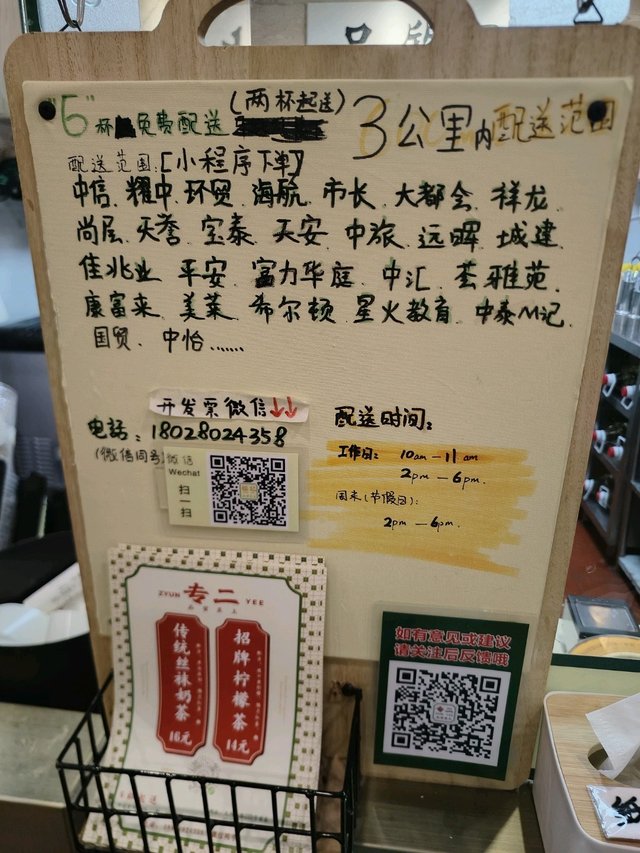 "6"杯免费配送(两杯起送)3公里内配送范围
配送范围.[小程序下单]
中信、耀中、环贸、海航、市长、大都会、祥龙、
尚层、天誉、宝泰、天安、中旅、远晖、城建、
佳兆业、平安、富力华庭、中汇、荟雅苑、
康富来、美莱、希尔顿、星火教育、中泰M记、
国贸、中怡......
开发票微信↓↓
电话:18028024358
(微信同号)
微信
Wechat
扫一扫
配送时间:
工作日: 10am—11am
2pm—6pm.
周末(节假日):
2pm—6pm.
ZYUN 专二 YEE
传统丝袜奶茶
16元
招牌柠檬茶
14元
如有意见或建议
请关注后反馈哦